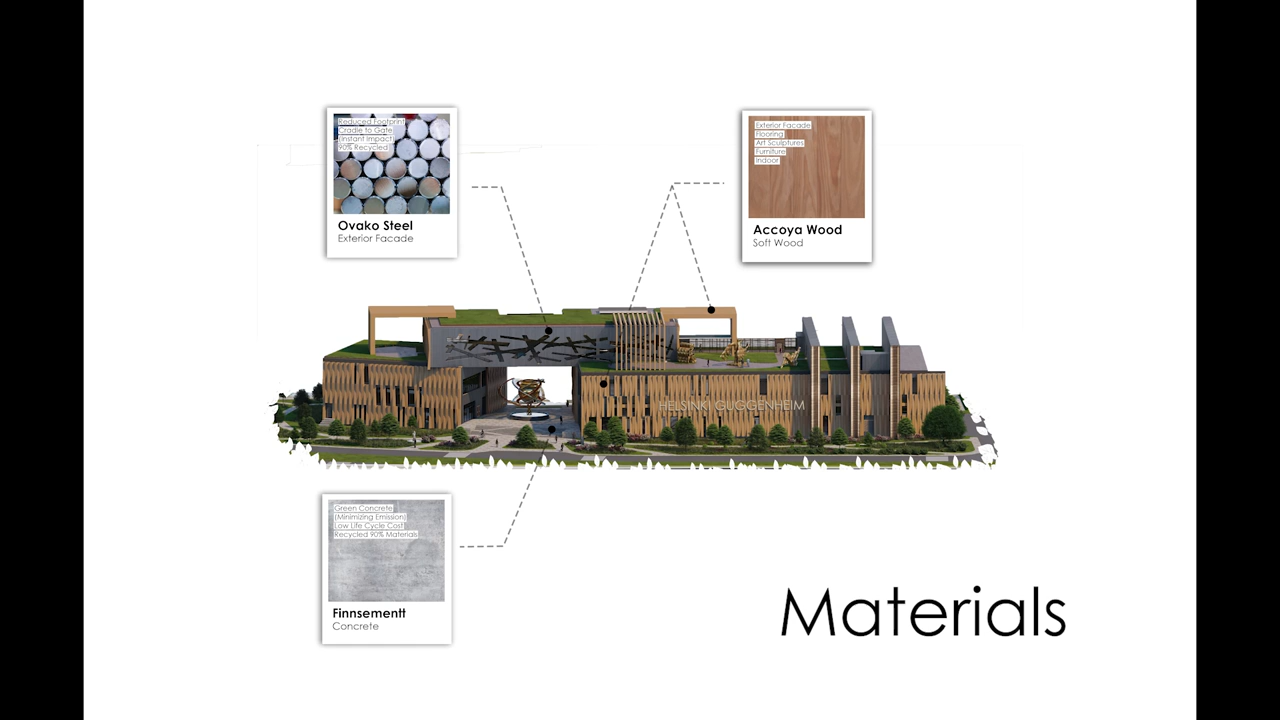 Reduced Footprint
Cradle to Gate
(Instant Impact)
90% Recycled
Ovako Steel
Exterior Facade
Exterior Facade
Flooring
Art Sculptures
Furniture
Indoor
Accoya Wood
Soft Wood
HELSINKI GUGGENHEIM
Green Concrete
(Minimizing Emission)
Low Life Cycle Cost
Recycled 90% Materials
Finnsementt
Concrete
Materials